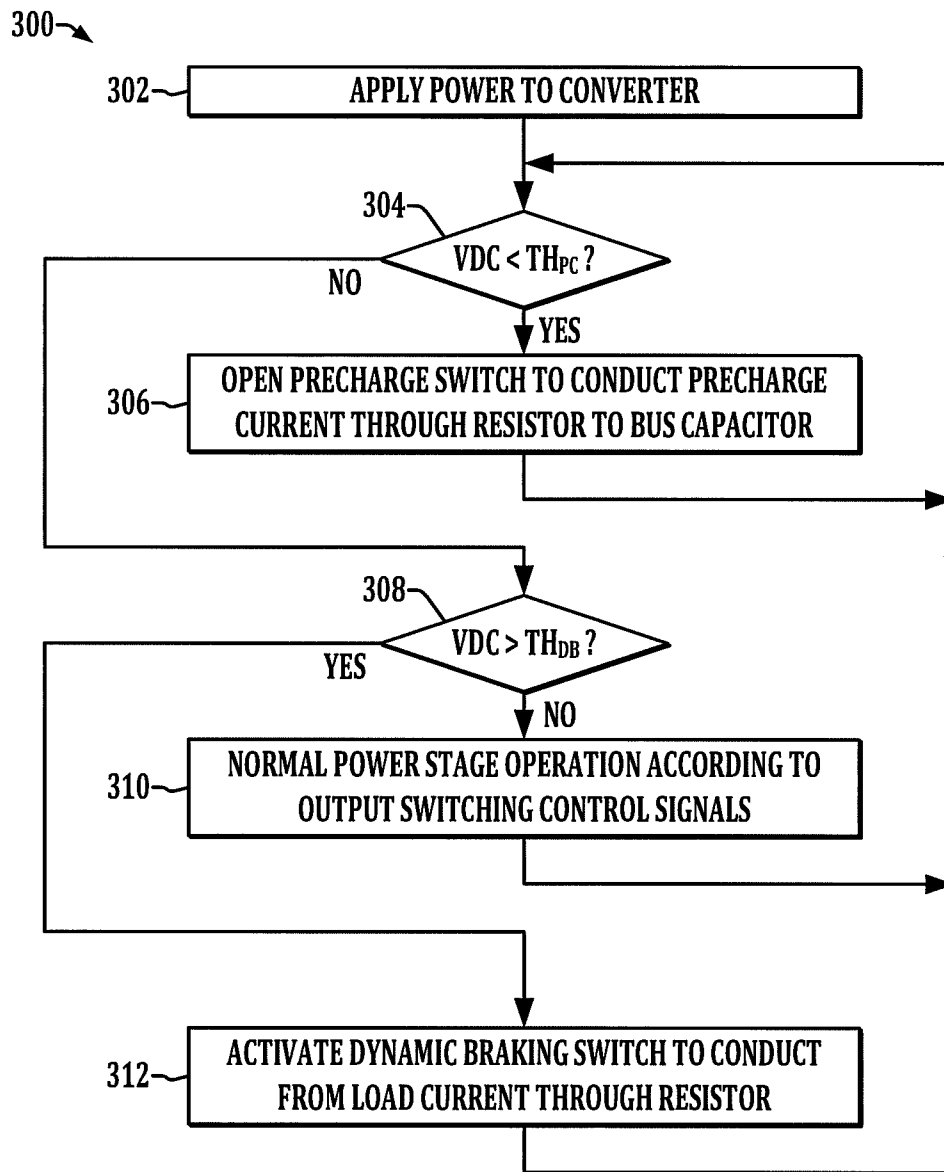 300
302
APPLY POWER TO CONVERTER
304
VDC < THPC ?
NO
YES
306
OPEN PRECHARGE SWITCH TO CONDUCT PRECHARGE
CURRENT THROUGH RESISTOR TO BUS CAPACITOR
308
VDC > THDB ?
YES
NO
310
NORMAL POWER STAGE OPERATION ACCORDING TO
OUTPUT SWITCHING CONTROL SIGNALS
312
ACTIVATE DYNAMIC BRAKING SWITCH TO CONDUCT
FROM LOAD CURRENT THROUGH RESISTOR